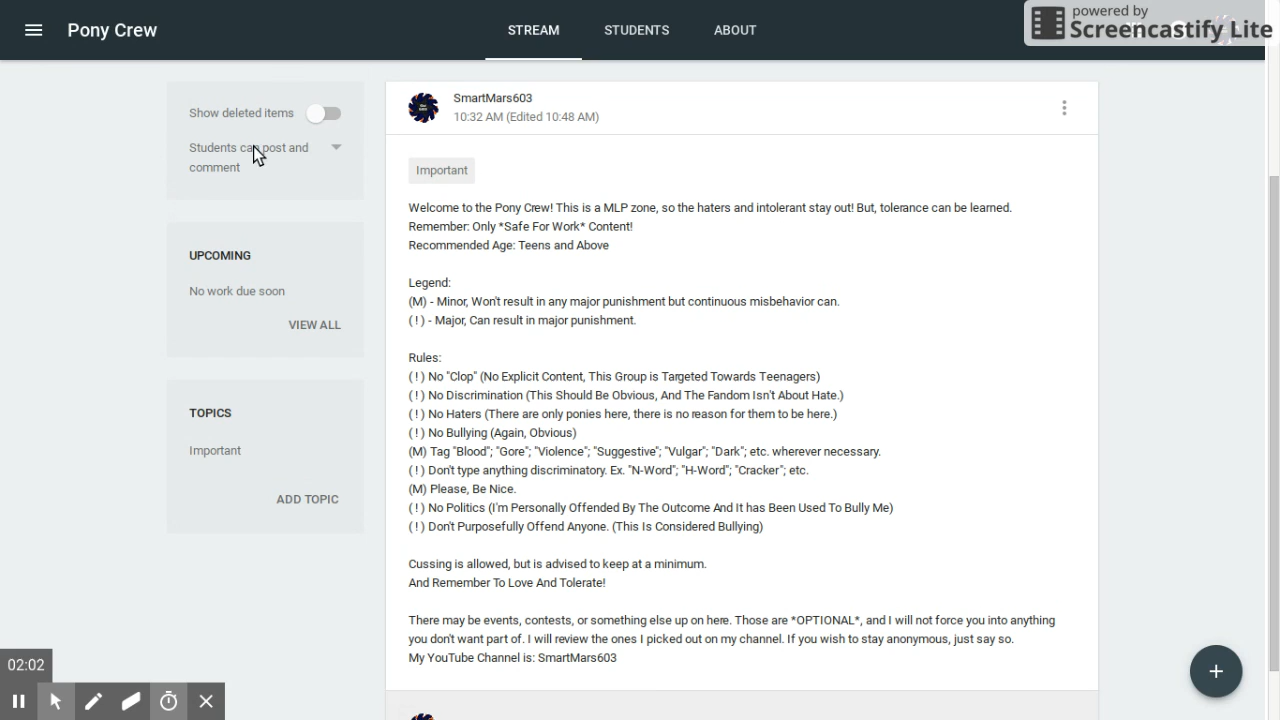 powered by
Screencastify Lite
Pony Crew
STREAM
STUDENTS
ABOUT
Show deleted items
Students can post and
comment
UPCOMING
No work due soon
VIEW ALL
TOPICS
Important
ADD TOPIC
SmartMars603
10:32 AM (Edited 10:48 AM)
Important
Welcome to the Pony Crew! This is a MLP zone, so the haters and intolerant stay out! But, tolerance can be learned.
Remember: Only *Safe For Work* Content!
Recommended Age: Teens and Above
Legend:
(M) - Minor, Won't result in any major punishment but continuous misbehavior can.
( ! ) - Major, Can result in major punishment.
Rules:
( ! ) No "Clop" (No Explicit Content, This Group is Targeted Towards Teenagers)
( ! ) No Discrimination (This Should Be Obvious, And The Fandom Isn't About Hate.)
( ! ) No Haters (There are only ponies here, there is no reason for them to be here.)
( ! ) No Bullying (Again, Obvious)
(M) Tag "Blood"; "Gore"; "Violence"; "Suggestive"; "Vulgar"; "Dark"; etc. wherever necessary.
( ! ) Don't type anything discriminatory. Ex. "N-Word"; "H-Word"; "Cracker"; etc.
(M) Please, Be Nice.
( ! ) No Politics (I'm Personally Offended By The Outcome And It has Been Used To Bully Me)
( ! ) Don't Purposefully Offend Anyone. (This Is Considered Bullying)
Cussing is allowed, but is advised to keep at a minimum.
And Remember To Love And Tolerate!
There may be events, contests, or something else up on here. Those are *OPTIONAL*, and I will not force you into anything
you don't want part of. I will review the ones I picked out on my channel. If you wish to stay anonymous, just say so.
My YouTube Channel is: SmartMars603
02:02